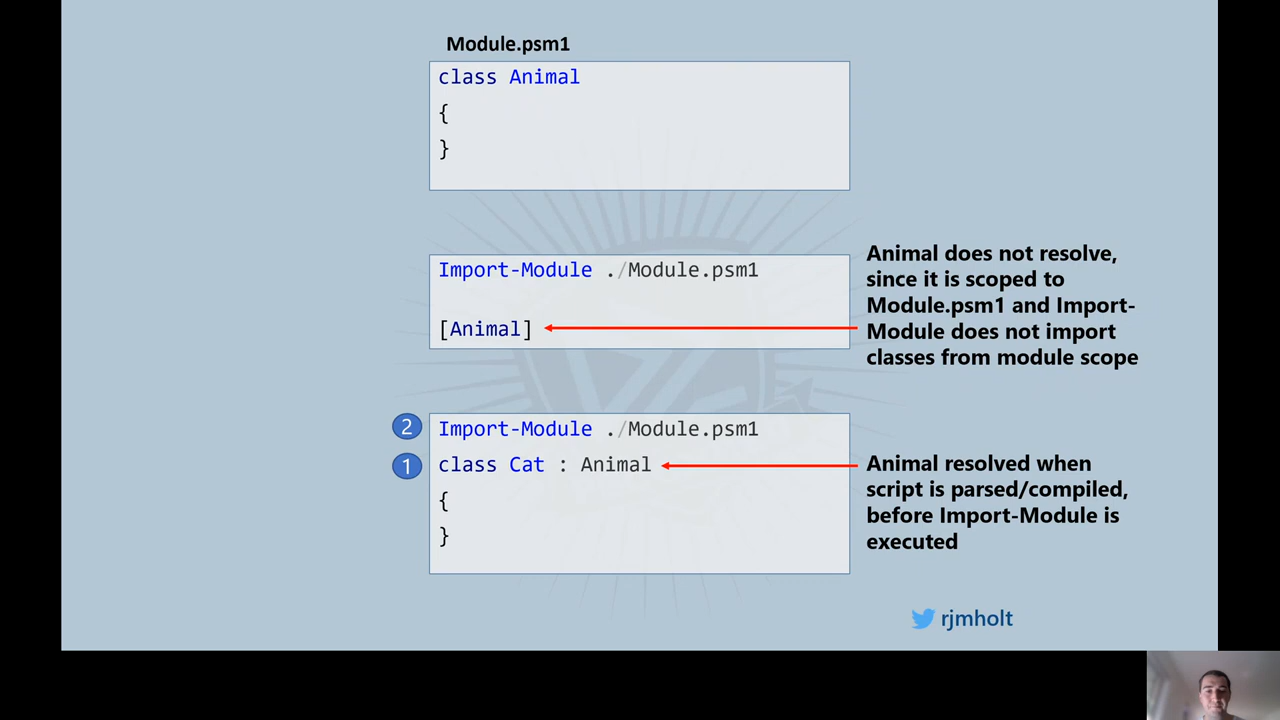 Module.psm1
class Animal
{
}
Import-Module ./Module.psm1
[Animal]
Animal does not resolve,
since it is scoped to
Module.psm1 and Import-
Module does not import
classes from module scope
2 Import-Module ./Module.psm1
1 class Cat : Animal
{
}
Animal resolved when
script is parsed/compiled,
before Import-Module is
executed
rjmholt